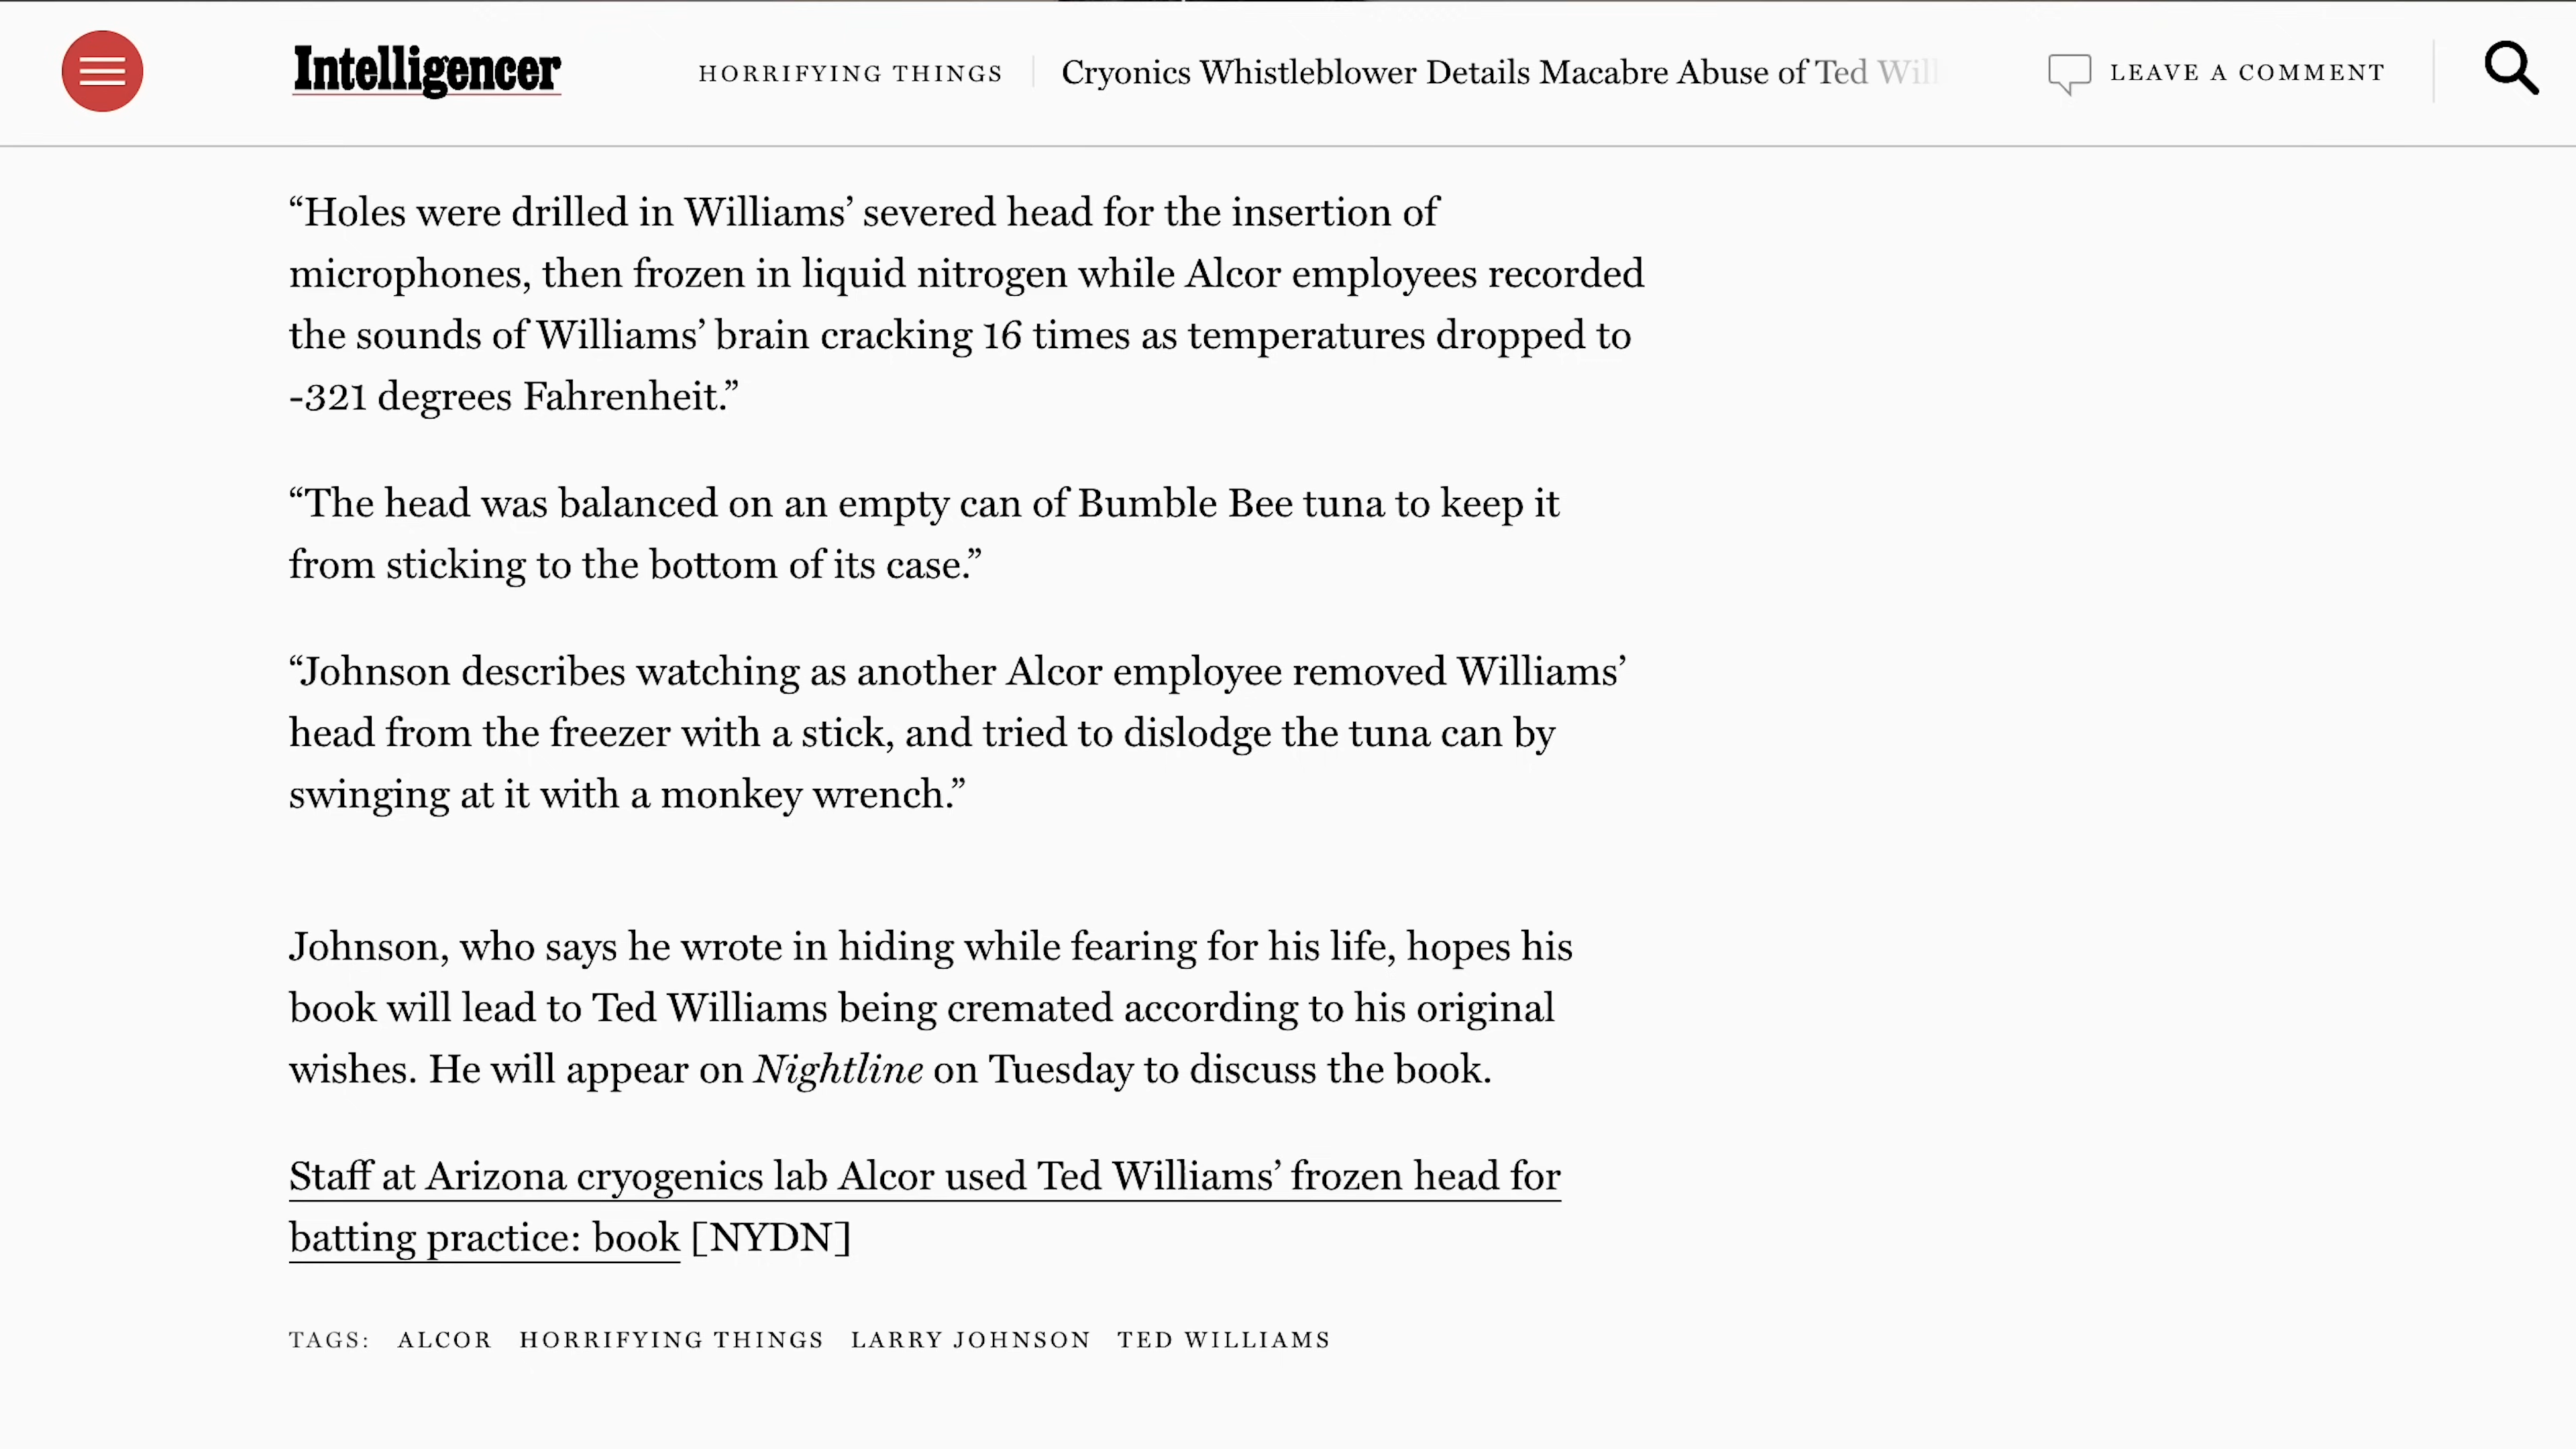 Intelligencer
HORRIFYING THINGS
Cryonics Whistleblower Details Macabre Abuse of Ted Will
LEAVE A COMMENT
“Holes were drilled in Williams’ severed head for the insertion of
microphones, then frozen in liquid nitrogen while Alcor employees recorded
the sounds of Williams’ brain cracking 16 times as temperatures dropped to
-321 degrees Fahrenheit.”
“The head was balanced on an empty can of Bumble Bee tuna to keep it
from sticking to the bottom of its case.”
“Johnson describes watching as another Alcor employee removed Williams’
head from the freezer with a stick, and tried to dislodge the tuna can by
swinging at it with a monkey wrench.”
Johnson, who says he wrote in hiding while fearing for his life, hopes his
book will lead to Ted Williams being cremated according to his original
wishes. He will appear on Nightline on Tuesday to discuss the book.
Staff at Arizona cryogenics lab Alcor used Ted Williams’ frozen head for
batting practice: book [NYDN]
TAGS: ALCOR HORRIFYING THINGS LARRY JOHNSON TED WILLIAMS